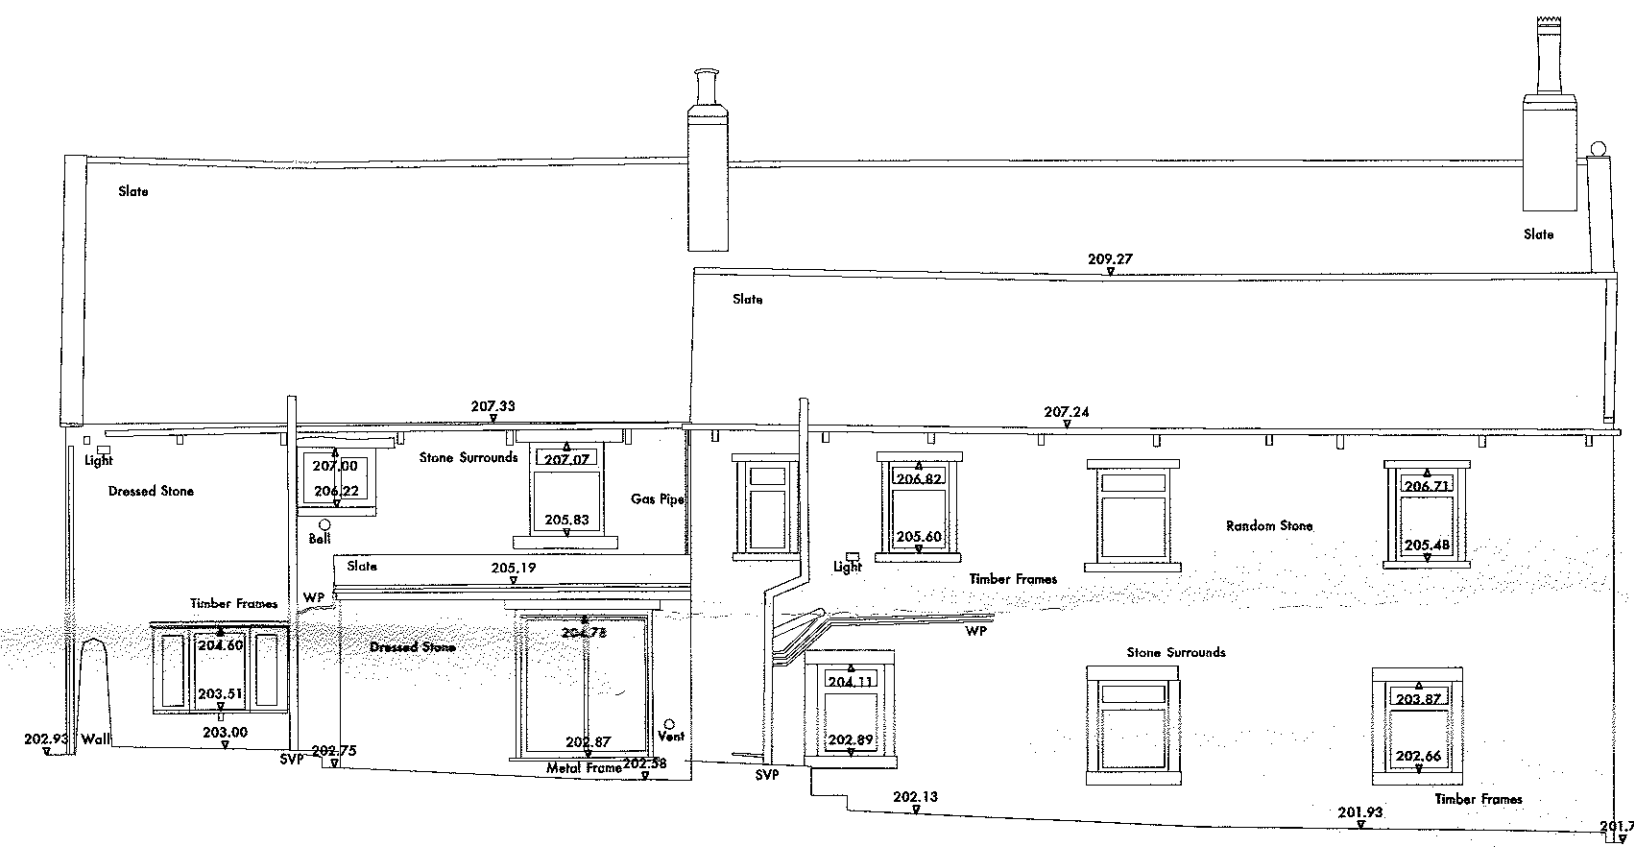 Slate
Slate
209.27
Slate
207.33
207.24
Light
Stone Surrounds
207.00
207.07
206.82
206.71
Dressed Stone
206.22
Gas Pipe
205.83
Random Stone
Bell
205.60
205.48
Slate
205.19
Light
Timber Frames
Timber Frames
WP
WP
204.78
204.60
Dressed Stone
Stone Surrounds
204.11
203.87
203.51
203.00
202.93
Wall
Vent
202.87
202.89
202.75
SVP
202.66
Metal Frame
202.58
SVP
202.13
Timber Frames
201.93